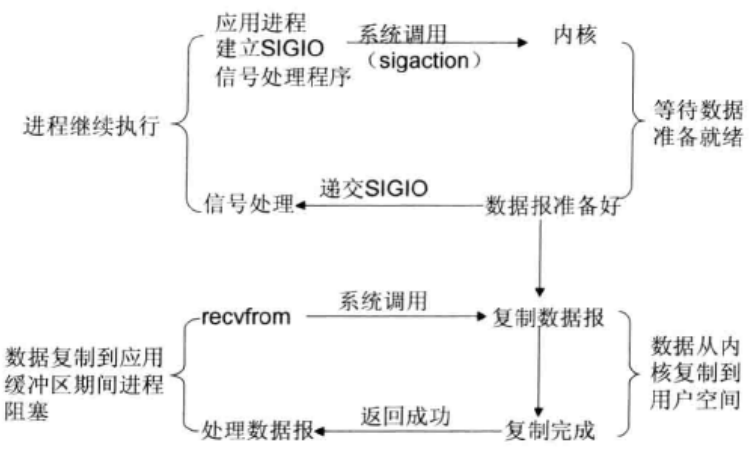 应用进程
建立SIGIO
信号处理程序
系统调用
（sigaction）
内核
进程继续执行
等待数据
准备就绪
信号处理
递交SIGIO
数据报准备好
recvfrom
系统调用
复制数据报
数据复制到应用
缓冲区期间进程
阻塞
数据从内
核复制到
用户空间
处理数据报
返回成功
复制完成